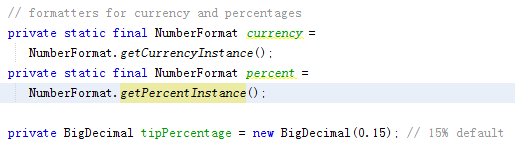 // formatters for currency and percentages
private static final NumberFormat currency =
NumberFormat.getCurrencyInstance();
private static final NumberFormat percent =
NumberFormat.getPercentInstance();
private BigDecimal tipPercentage = new BigDecimal(0.15); // 15% default